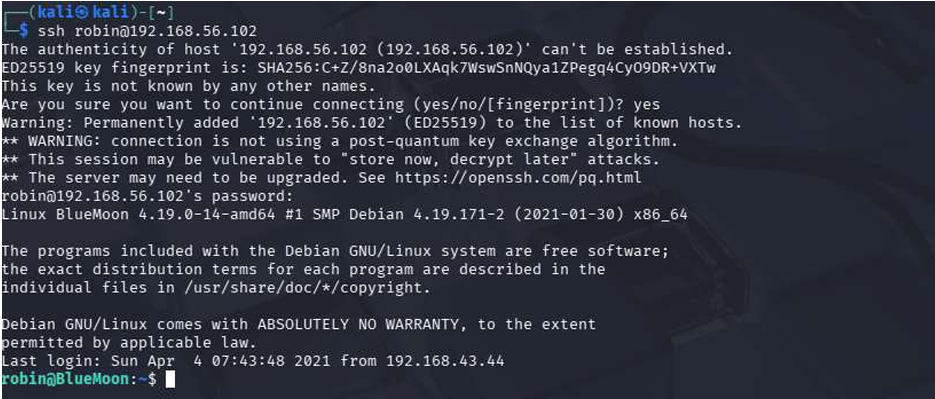 ┌──(kali㉿kali)-[~]
└─$ ssh robin@192.168.56.102
The authenticity of host '192.168.56.102 (192.168.56.102)' can't be established.
ED25519 key fingerprint is: SHA256:C+Z/8na2o0LXAqk7WswSnNQya1ZPegq4CyO9DR+VXTw
This key is not known by any other names.
Are you sure you want to continue connecting (yes/no/[fingerprint])? yes
Warning: Permanently added '192.168.56.102' (ED25519) to the list of known hosts.
** WARNING: connection is not using a post-quantum key exchange algorithm.
** This session may be vulnerable to "store now, decrypt later" attacks.
** The server may need to be upgraded. See https://openssh.com/pq.html
robin@192.168.56.102's password:
Linux BlueMoon 4.19.0-14-amd64 #1 SMP Debian 4.19.171-2 (2021-01-30) x86_64

The programs included with the Debian GNU/Linux system are free software;
the exact distribution terms for each program are described in the
individual files in /usr/share/doc/*/copyright.

Debian GNU/Linux comes with ABSOLUTELY NO WARRANTY, to the extent
permitted by applicable law.
Last login: Sun Apr  4 07:43:48 2021 from 192.168.43.44
robin@BlueMoon:~$